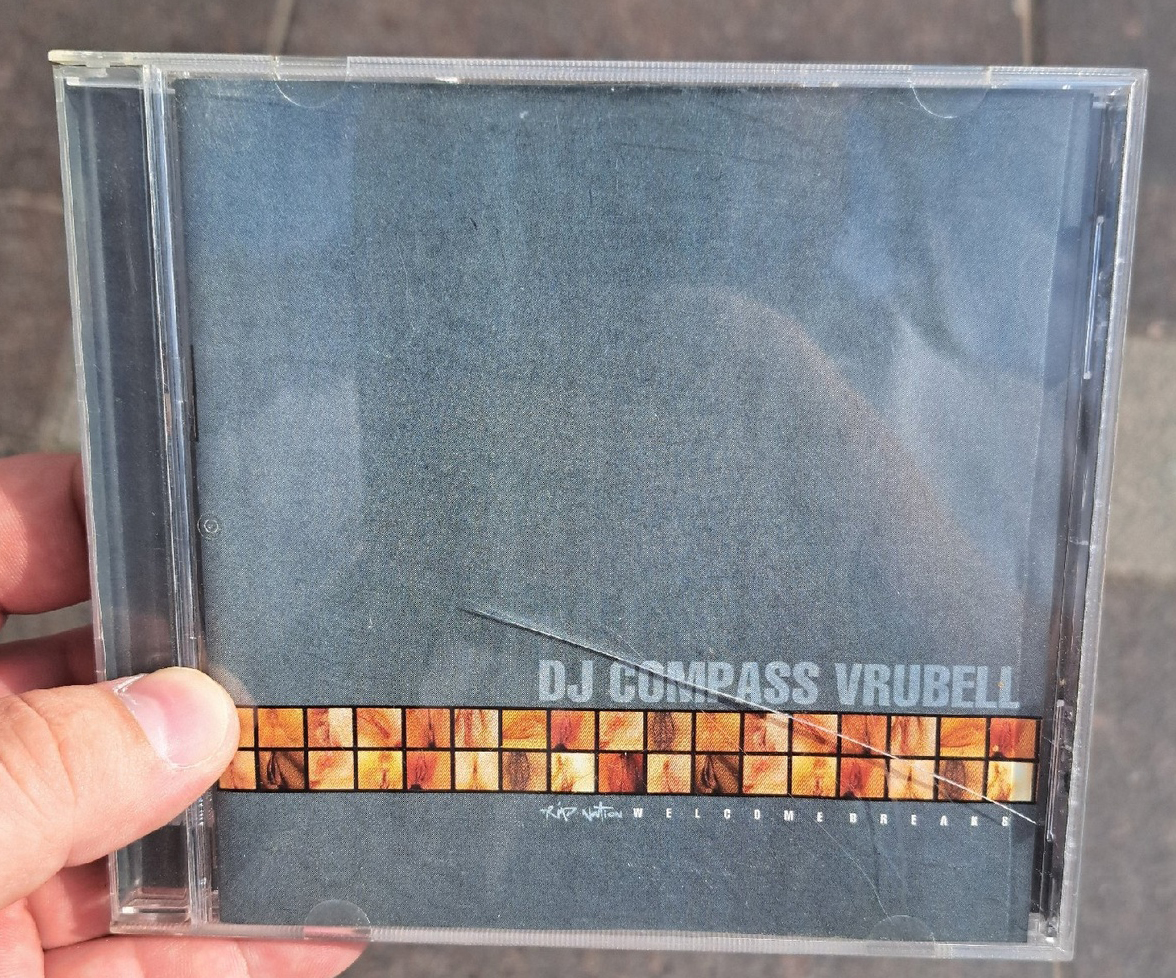 DJ COMPASS VRUBELL
RAP NATION WELCOMEBREAKS